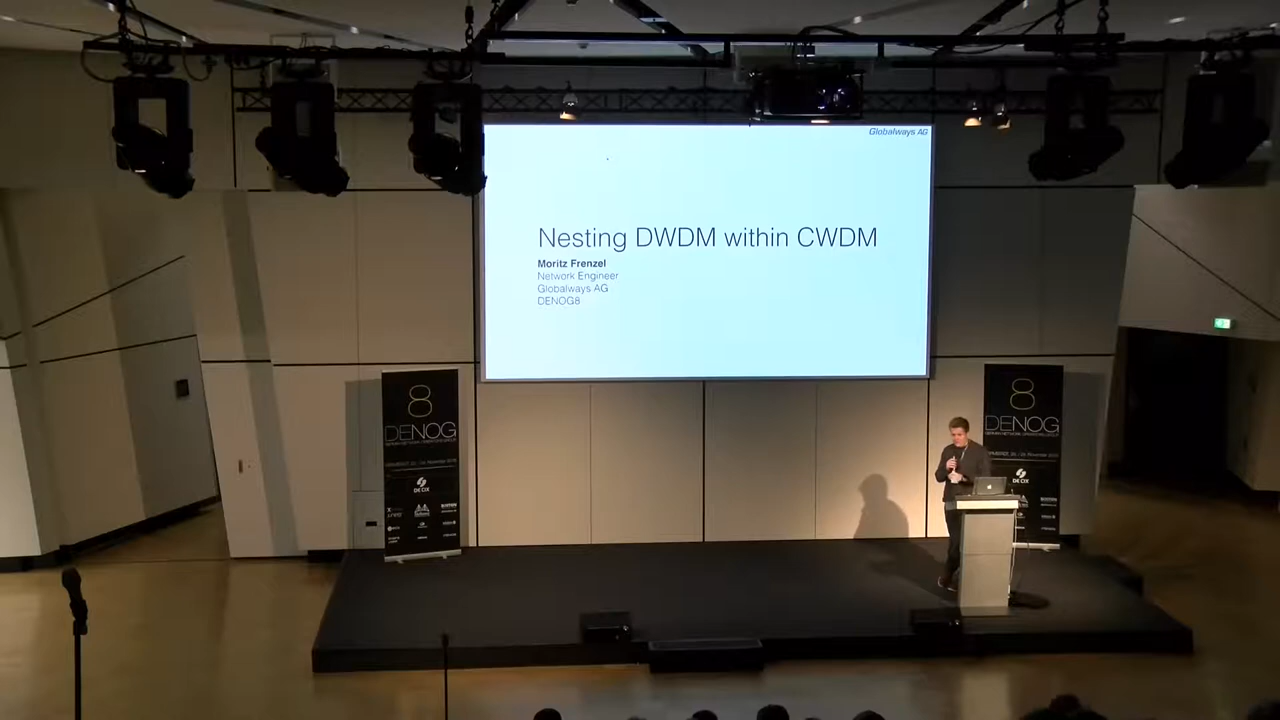 Globalways AG
Nesting DWDM within CWDM
Moritz Frenzel
Network Engineer
Globalways AG
DENOG8
8
DENOG
DE CIX
8
DENOG
DE CIX